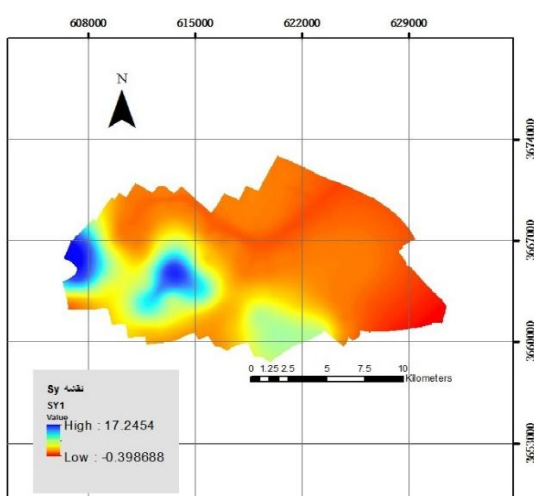 608000 615000 622000 629000
N
3674000
3667000
3660000
3653000
0 1.25 2.5 5 7.5 10
Kilometers
نقشه Sy
SY1
Value
High : 17.2454
Low : -0.398688